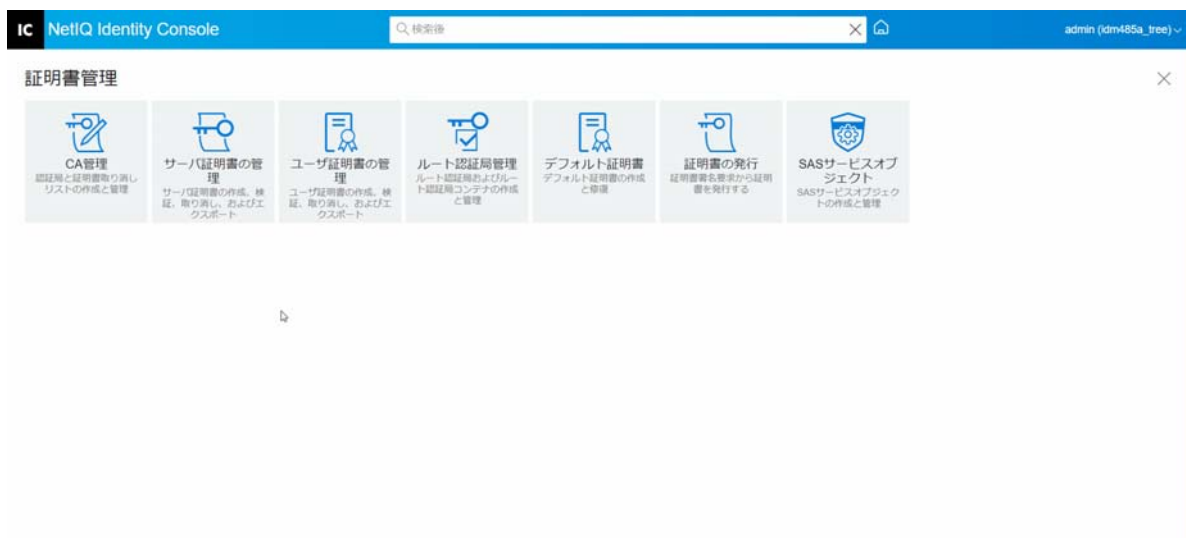 IC NetIQ Identity Console
検索後
admin (idm485a_tree)
証明書管理
CA管理
認証局と証明書取り消し
リストの作成と管理
サーバ証明書の管
理
サーバ証明書の作成、検
証、取り消し、およびエ
クスポート
ユーザ証明書の管
理
ユーザ証明書の作成、検
証、取り消し、およびエ
クスポート
ルート認証局管理
ルート認証局およびルー
ト認証局コンテナの作成
と管理
デフォルト証明書
デフォルト証明書の作成
と修復
証明書の発行
証明書署名要求から証明
書を発行する
SASサービスオブ
ジェクト
SASサービスオブジェク
トの作成と管理